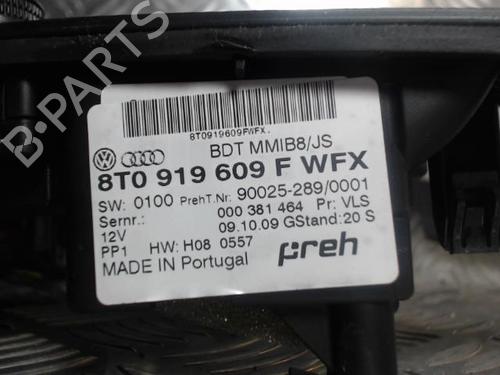 8T0919609FWFX.
BDT MMIB8/JS
8T0 919 609 F WFX
SW: 0100 PrehT.Nr: 90025-289/0001
Sernr.: 000 381 464 Pr: VLS
12V 09.10.09 GStand: 20 S
PP1 HW: H08 0557
MADE IN Portugal preh
B-PARTS